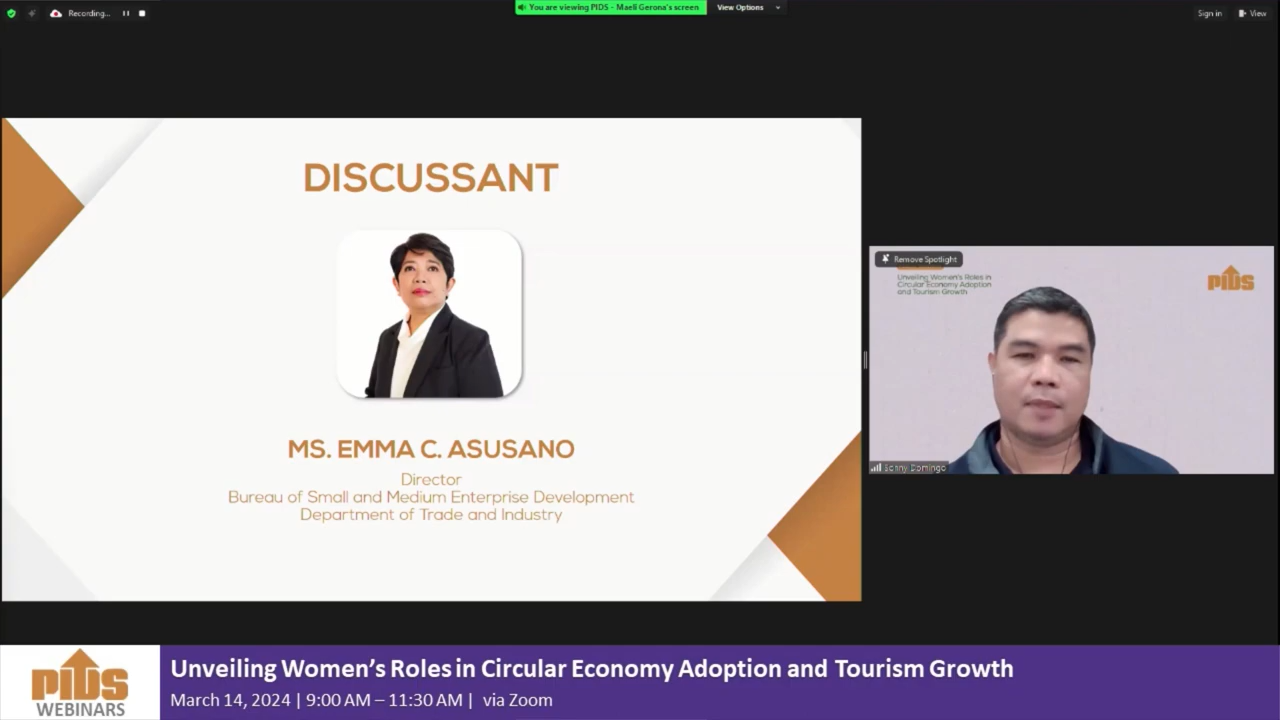 Recording...
You are viewing PIDS - Maeli Gerona's screen
View Options
Sign in
View
DISCUSSANT
MS. EMMA C. ASUSANO
Director
Bureau of Small and Medium Enterprise Development
Department of Trade and Industry
Remove Spotlight
Unveiling Women's Roles in
Circular Economy Adoption
and Tourism Growth
PIDS
Sonny Domingo
PIDS
WEBINARS
Unveiling Women's Roles in Circular Economy Adoption and Tourism Growth
March 14, 2024 | 9:00 AM – 11:30 AM | via Zoom